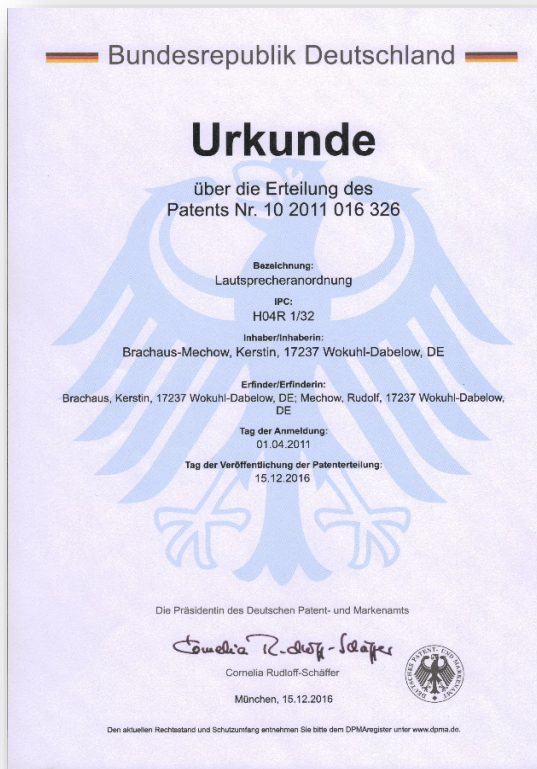 Bundesrepublik Deutschland
Urkunde
über die Erteilung des
Patents Nr. 10 2011 016 326
Bezeichnung:
Lautsprecheranordnung
IPC:
H04R 1/32
Inhaber/Inhaberin:
Brachaus-Mechow, Kerstin, 17237 Wokuhl-Dabelow, DE
Erfinder/Erfinderin:
Brachaus, Kerstin, 17237 Wokuhl-Dabelow, DE; Mechow, Rudolf, 17237 Wokuhl-Dabelow,
DE
Tag der Anmeldung:
01.04.2011
Tag der Veröffentlichung der Patenterteilung:
15.12.2016
Die Präsidentin des Deutschen Patent- und Markenamts
Cornelia Rudloff-Schäffer
Cornelia Rudloff-Schäffer
DEUTSCHES PATENT- UND MARKENAMT
München, 15.12.2016
Den aktuellen Rechtsstand und Schutzumfang entnehmen Sie bitte dem DPMAregister unter www.dpma.de.